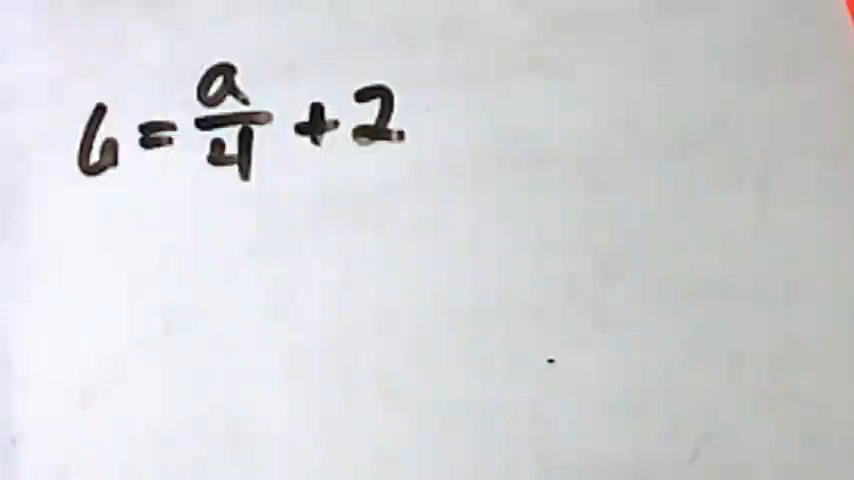 6 = a/4 + 2